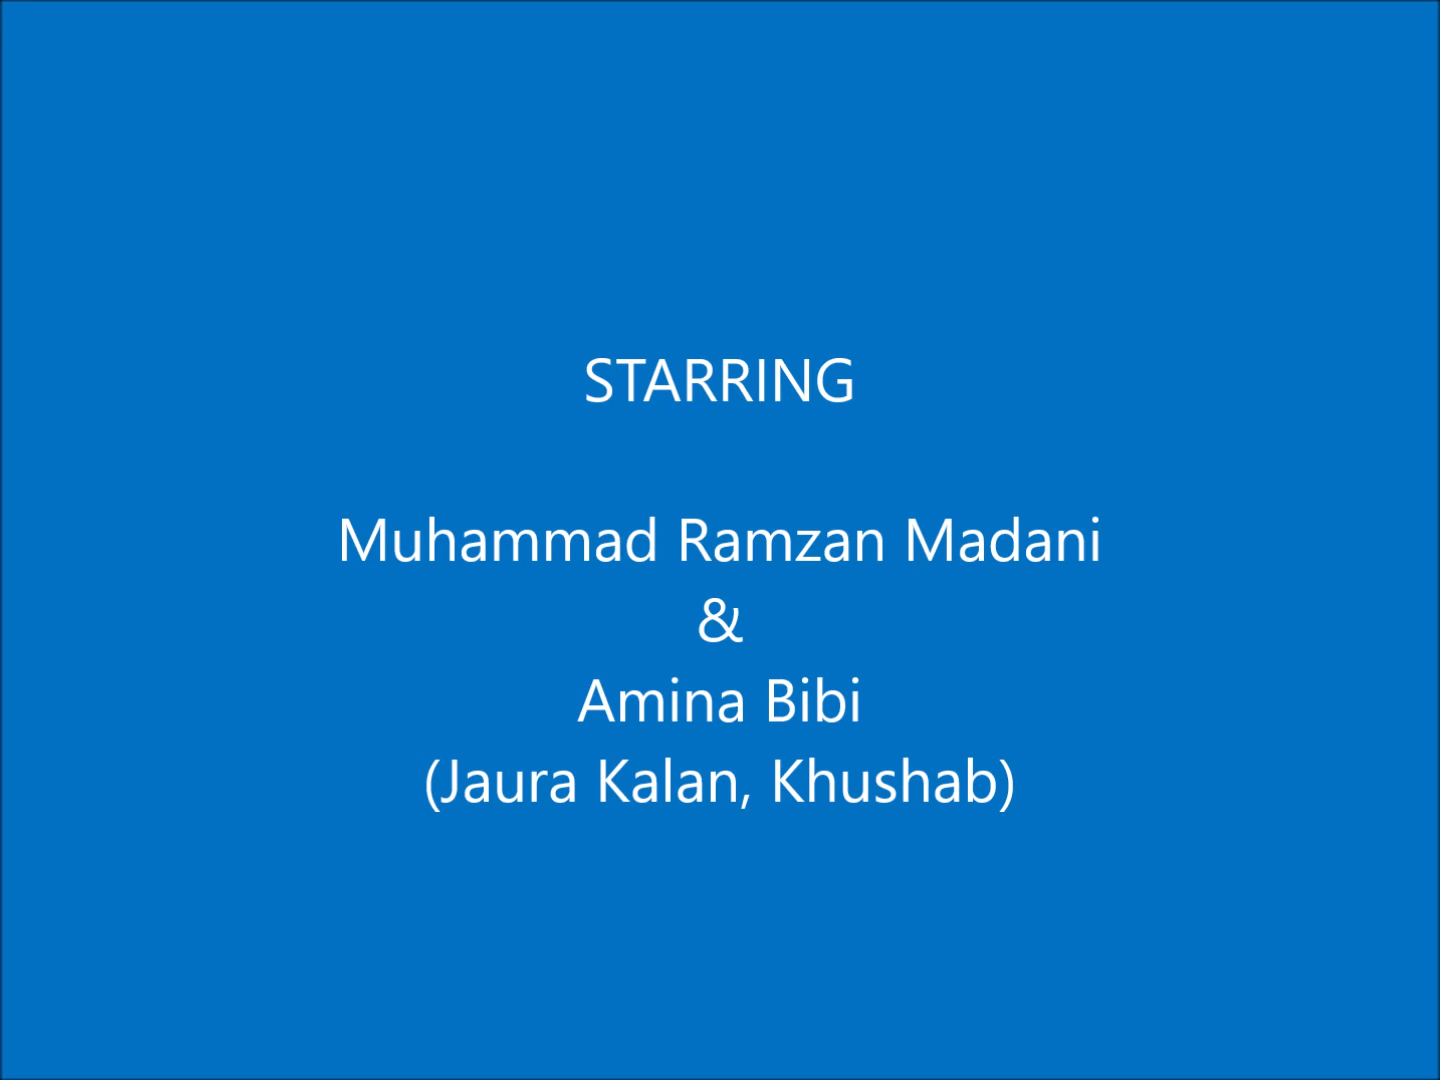 STARRING
Muhammad Ramzan Madani
&
Amina Bibi
(Jaura Kalan, Khushab)